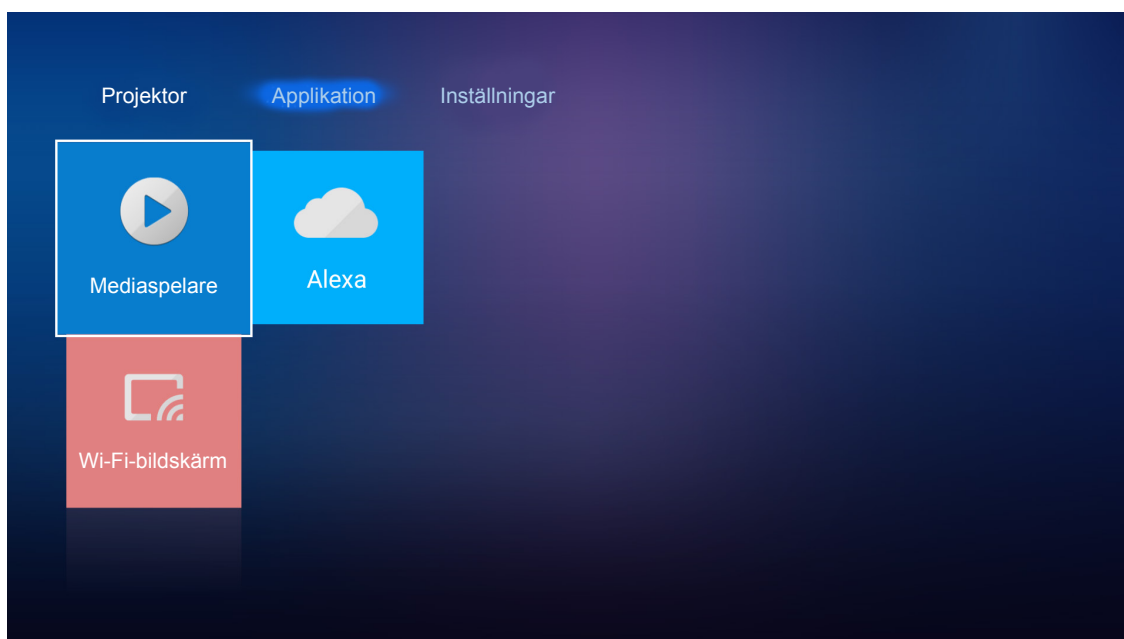 Projektor
Applikation
Inställningar
Mediaspelare
Alexa
Wi-Fi-bildskärm